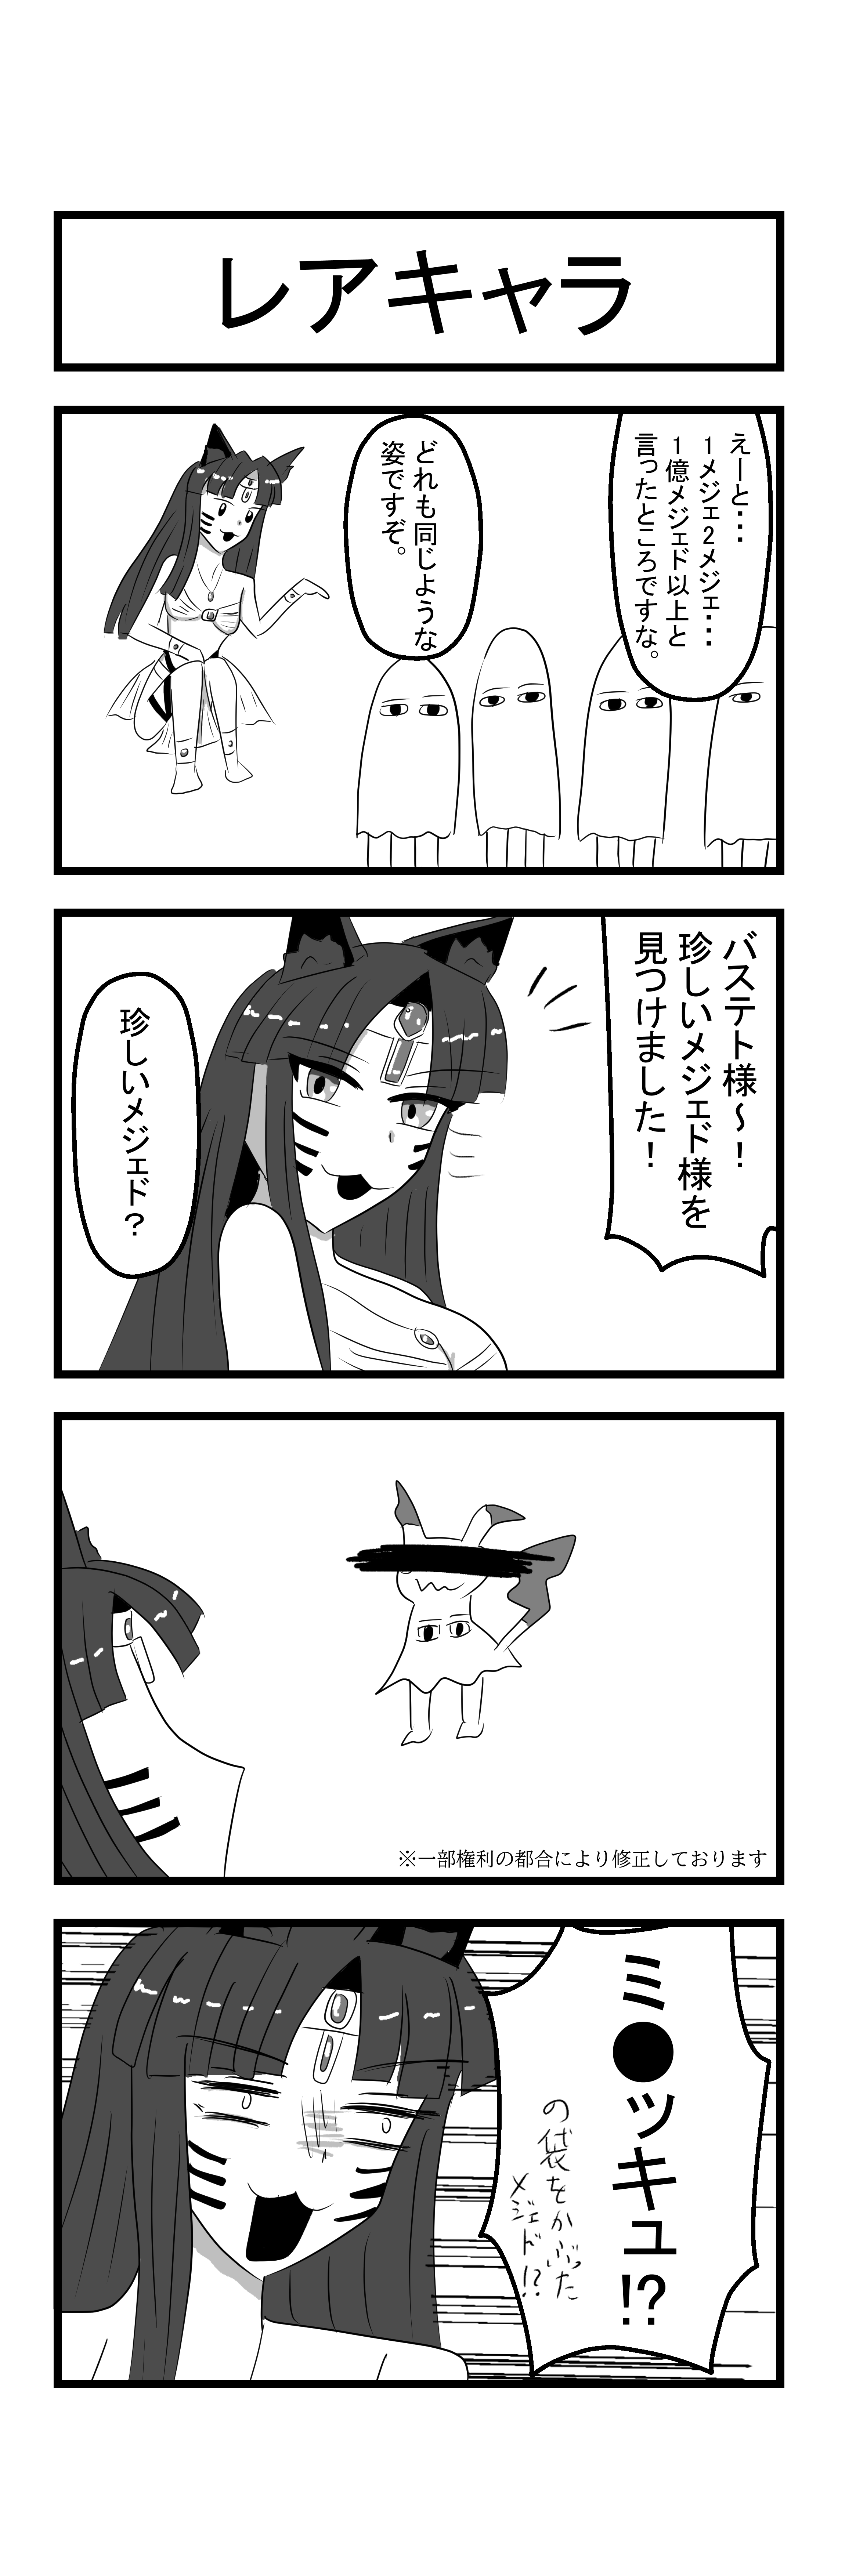 レアキャラ
えーと・・・
1メジェ2メジェ・・・
1億メジェド以上と
言ったところですな。
どれも同じような
姿ですぞ。
バステト様～！
珍しいメジェド様を
見つけました！
珍しいメジェド？
※一部権利の都合により修正しております
ミ●ッキュ!?
の袋をかぶった
メジェド!?